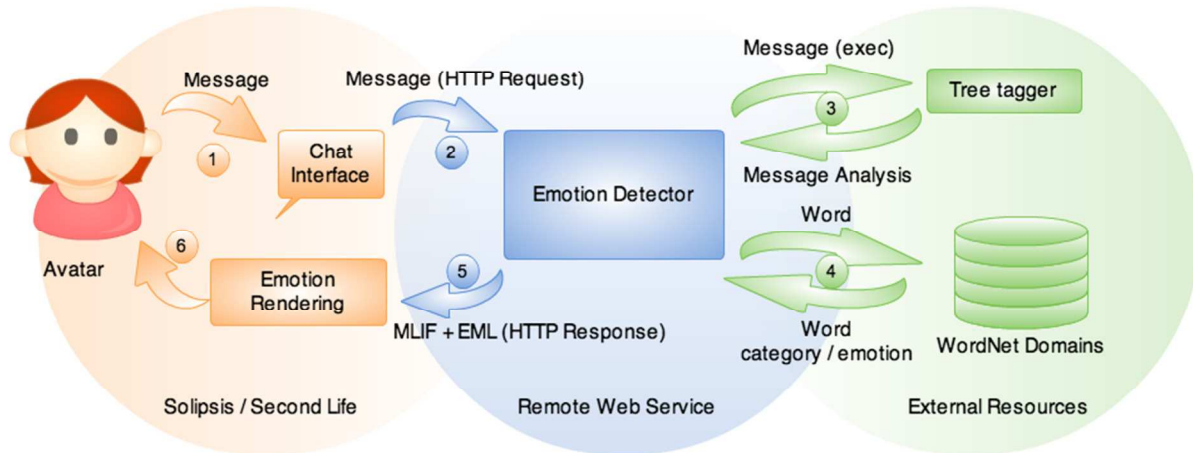 Message
1
Chat
Interface
Avatar
6
Emotion
Rendering
Solipsis / Second Life
Message (HTTP Request)
2
Emotion Detector
5
MLIF + EML (HTTP Response)
Remote Web Service
Message (exec)
3
Tree tagger
Message Analysis
Word
4
Word
category / emotion
WordNet Domains
External Resources